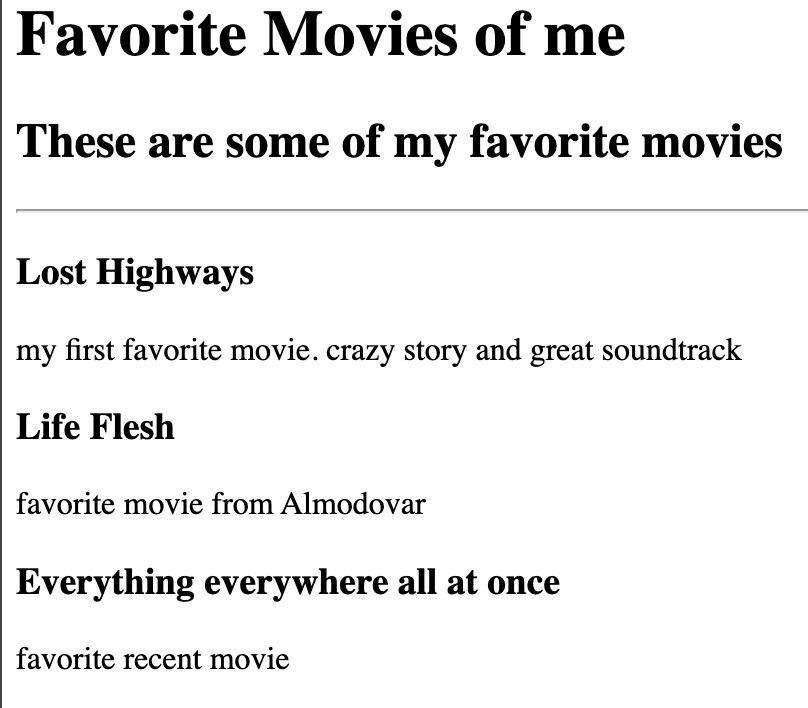 Favorite Movies of me
These are some of my favorite movies
Lost Highways
my first favorite movie. crazy story and great soundtrack
Life Flesh
favorite movie from Almodovar
Everything everywhere all at once
favorite recent movie